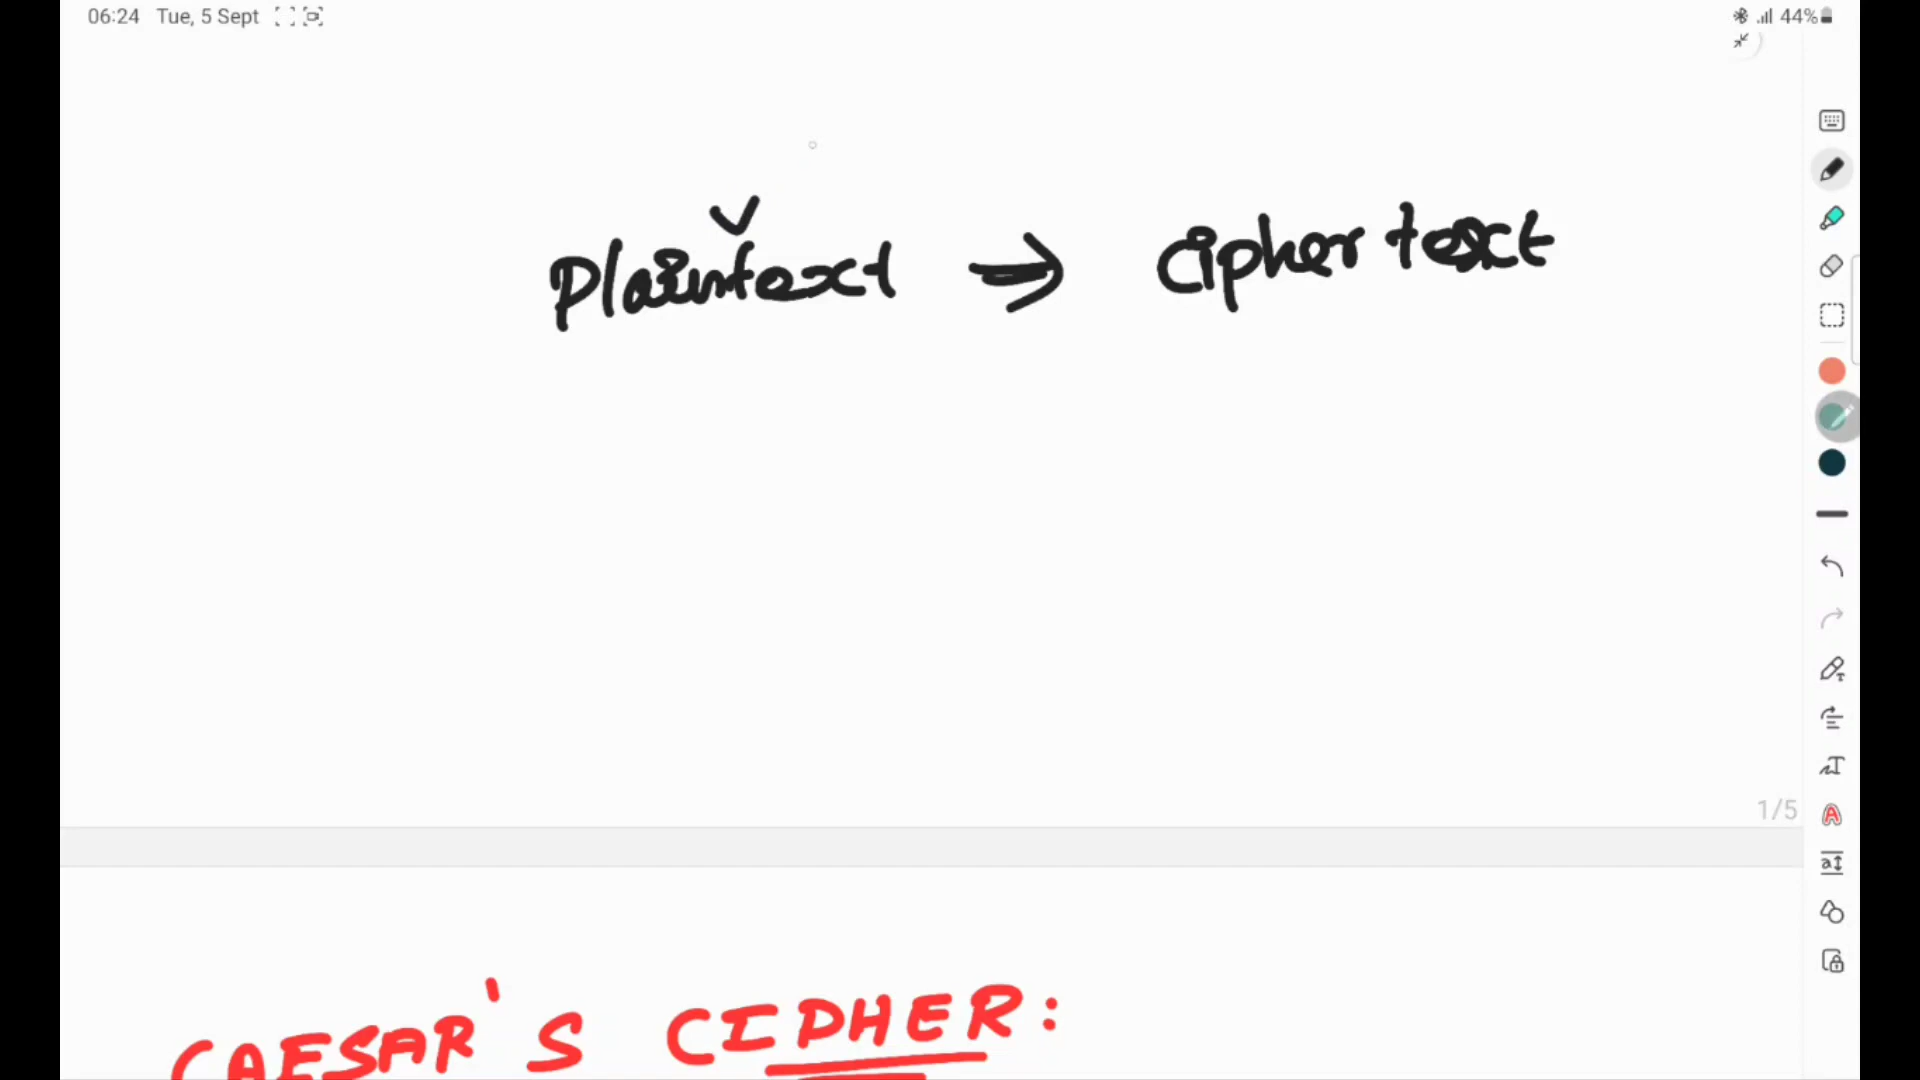 06:24 Tue, 5 Sept 44%
Plaintext ⇒ Cipher text
1/5
CAESAR'S CIPHER: